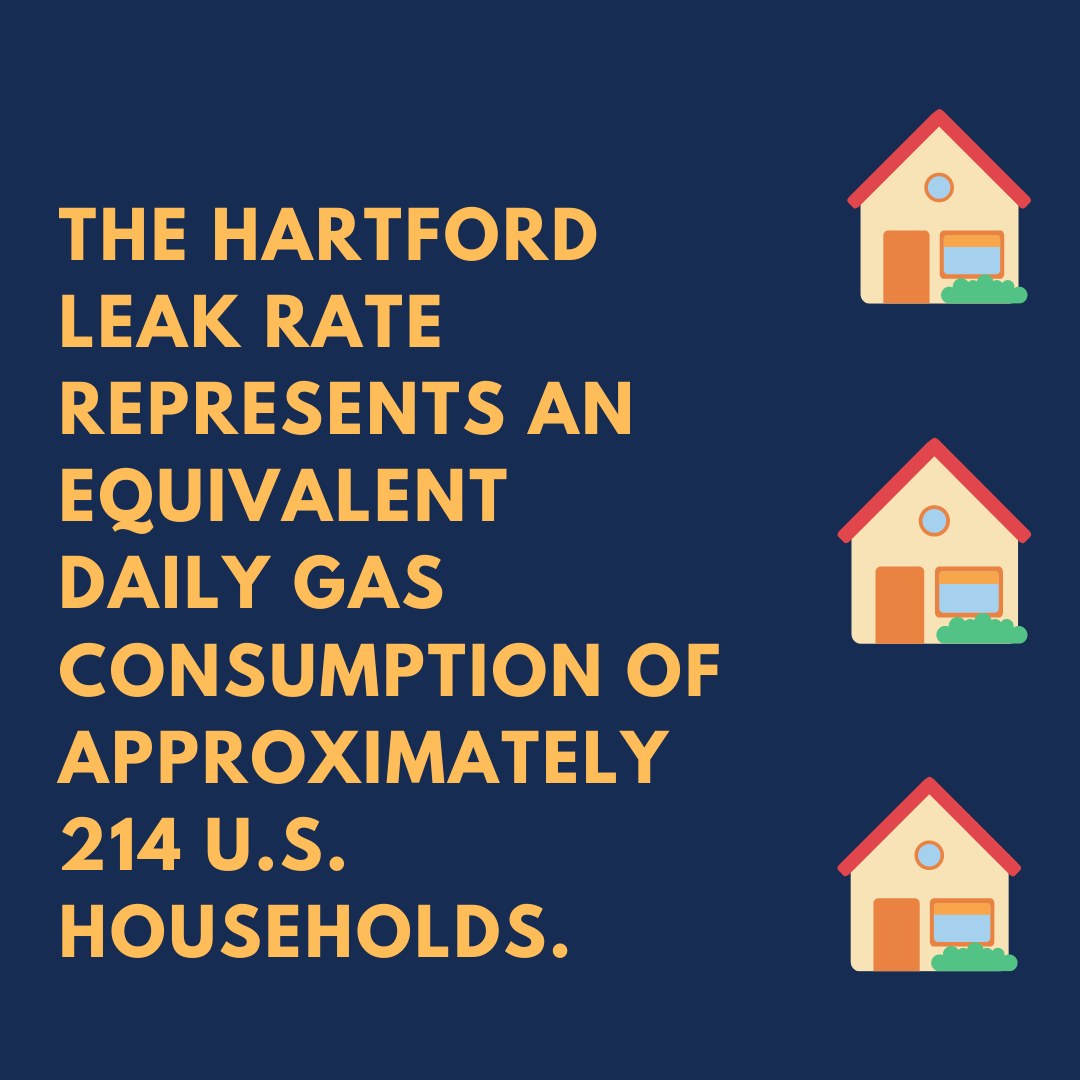 THE HARTFORD
LEAK RATE
REPRESENTS AN
EQUIVALENT
DAILY GAS
CONSUMPTION OF
APPROXIMATELY
214 U.S.
HOUSEHOLDS.